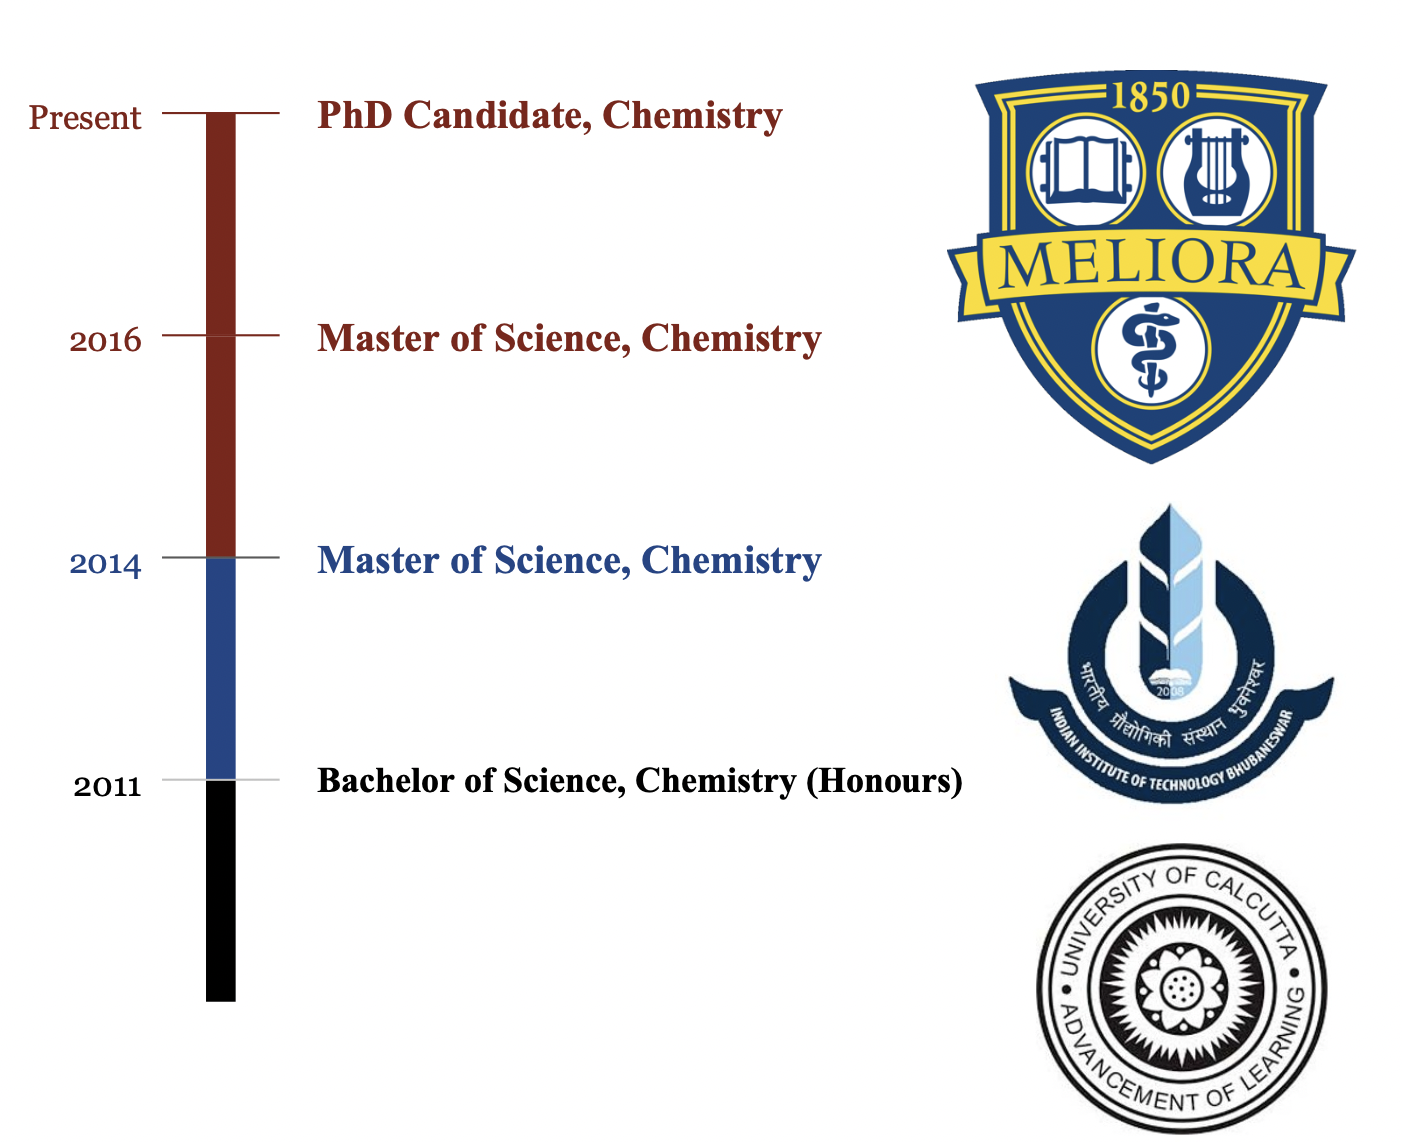 Present
PhD Candidate, Chemistry
2016
Master of Science, Chemistry
2014
Master of Science, Chemistry
2011
Bachelor of Science, Chemistry (Honours)
1850
MELIORA
2008
भारतीय प्रौद्योगिकी संस्थान भुवनेश्वर
INDIAN INSTITUTE OF TECHNOLOGY BHUBANESWAR
UNIVERSITY OF CALCUTTA
ADVANCEMENT OF LEARNING